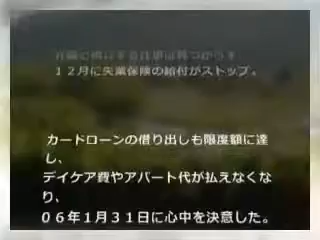 １２月に失業保険の給付がストップ。
カードローンの借り出しも限度額に達
し、
デイケア費やアパート代が払えなくな
り、
０６年１月３１日に心中を決意した。